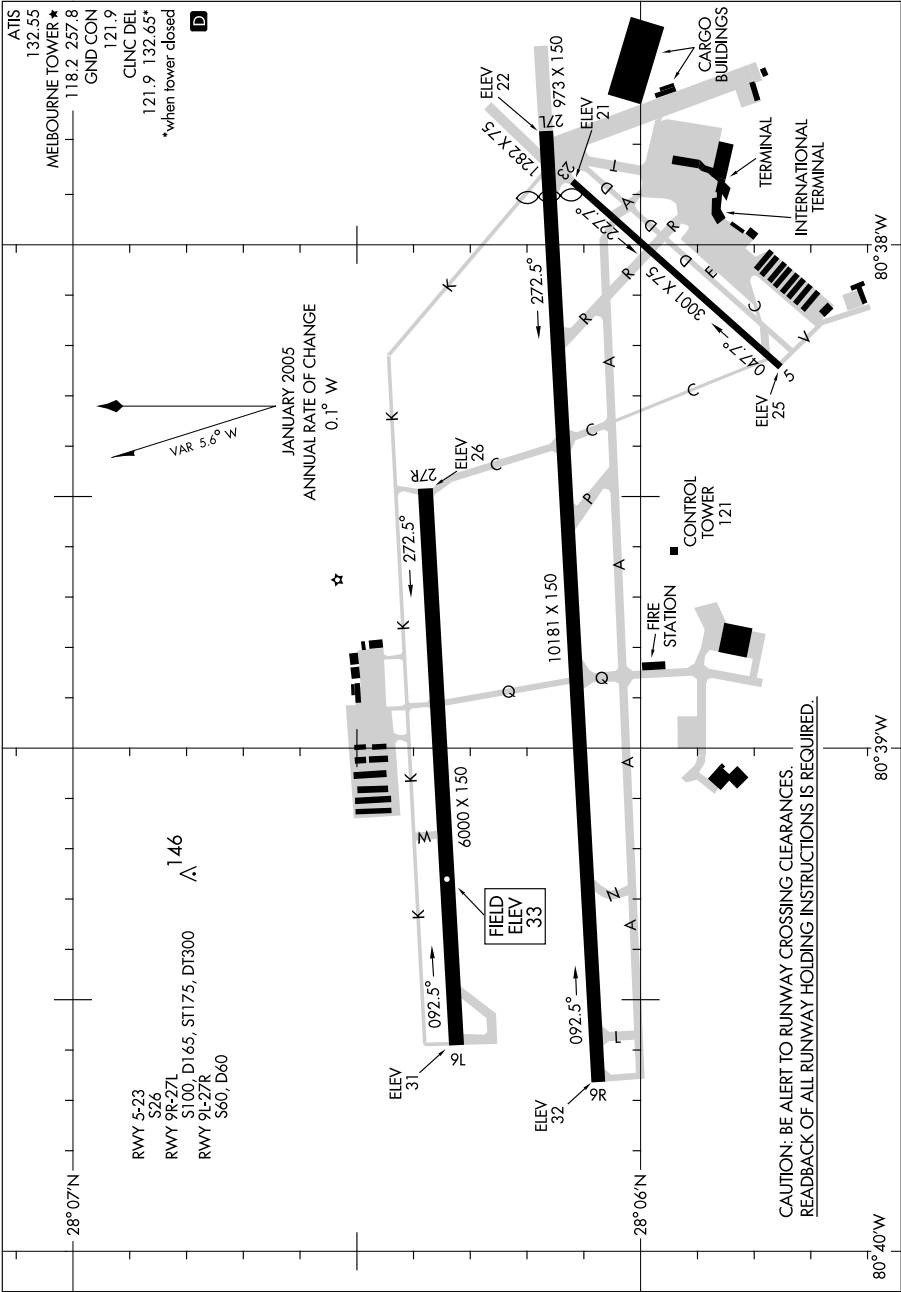 ATIS
132.55
MELBOURNE TOWER ★
118.2 257.8
GND CON
121.9
CLNC DEL
121.9 132.65*
*when tower closed
D
28°07'N
28°06'N
80°40'W
80°39'W
80°38'W
RWY 5-23
S26
RWY 9R-27L
S100, D165, ST175, DT300
RWY 9L-27R
S60, D60
146
VAR 5.6° W
JANUARY 2005
ANNUAL RATE OF CHANGE
0.1° W
ELEV
31
9L
092.5°
FIELD
ELEV
33
6000 X 150
272.5°
27R
ELEV
26
K
K
K
K
K
K
W
Q
Q
C
C
C
C
ELEV
32
9R
092.5°
10181 X 150
272.5°
27L
ELEV
22
973 X 150
1282 X 75
23
ELEV
21
227.7°
3001 X 75
047.7°
5
ELEV
25
L
N
A
A
A
A
A
P
R
R
R
T
D
A
D
D
E
V
FIRE
STATION
CONTROL
TOWER
121
CARGO
BUILDINGS
TERMINAL
INTERNATIONAL
TERMINAL
CAUTION: BE ALERT TO RUNWAY CROSSING CLEARANCES.
READBACK OF ALL RUNWAY HOLDING INSTRUCTIONS IS REQUIRED.